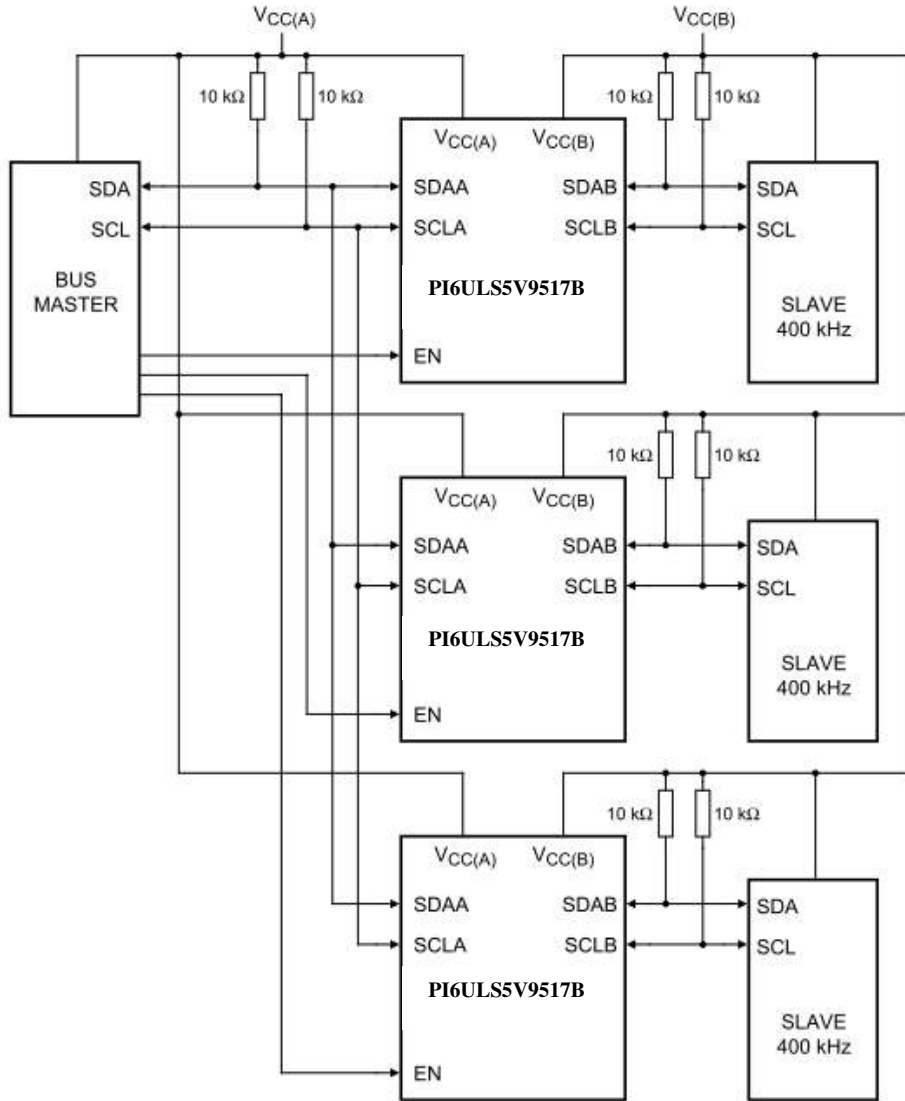 VCC(A)
VCC(B)
10 kΩ
10 kΩ
10 kΩ
10 kΩ
VCC(A)
VCC(B)
SDA
SCL
BUS
MASTER
SDAA
SCLA
SDAB
SCLB
PI6ULS5V9517B
EN
SDA
SCL
SLAVE
400 kHz
10 kΩ
10 kΩ
VCC(A)
VCC(B)
SDAA
SCLA
SDAB
SCLB
PI6ULS5V9517B
EN
SDA
SCL
SLAVE
400 kHz
10 kΩ
10 kΩ
VCC(A)
VCC(B)
SDAA
SCLA
SDAB
SCLB
PI6ULS5V9517B
EN
SDA
SCL
SLAVE
400 kHz